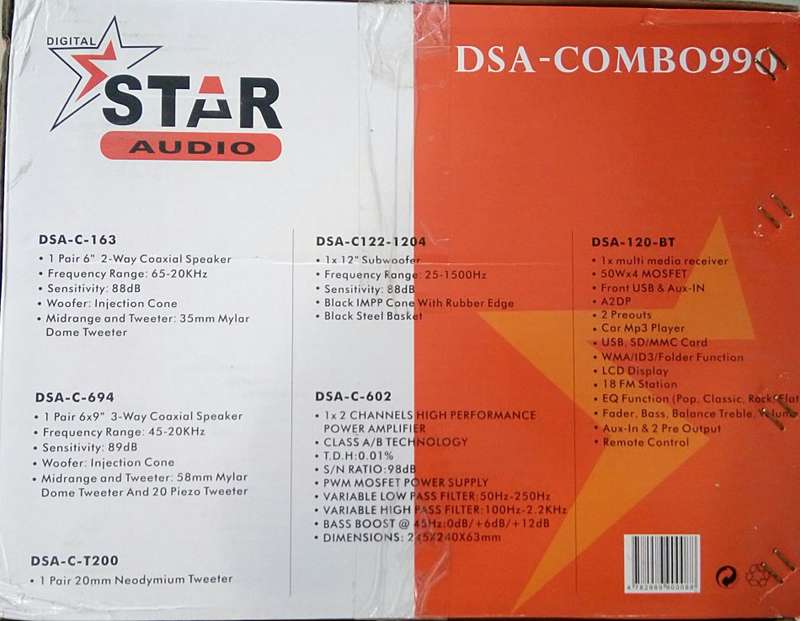 DIGITAL
STAR
AUDIO
DSA-COMBO990
DSA-C-163
• 1 Pair 6" 2-Way Coaxial Speaker
• Frequency Range: 65-20KHz
• Sensitivity: 88dB
• Woofer: Injection Cone
• Midrange and Tweeter: 35mm Mylar
Dome Tweeter
DSA-C-694
• 1 Pair 6x9" 3-Way Coaxial Speaker
• Frequency Range: 45-20KHz
• Sensitivity: 89dB
• Woofer: Injection Cone
• Midrange and Tweeter: 58mm Mylar
Dome Tweeter And 20 Piezo Tweeter
DSA-C-T200
• 1 Pair 20mm Neodymium Tweeter
DSA-C122-1204
• 1x 12" Subwoofer
• Frequency Range: 25-1500Hz
• Sensitivity: 88dB
• Black IMPP Cone With Rubber Edge
• Black Steel Basket
DSA-C-602
• 1x 2 CHANNELS HIGH PERFORMANCE
POWER AMPLIFIER
• CLASS A/B TECHNOLOGY
• T.D.H:0.01%
• S/N RATIO:98dB
• PWM MOSFET POWER SUPPLY
• VARIABLE LOW PASS FILTER:50Hz-250Hz
• VARIABLE HIGH PASS FILTER:100Hz-2.2KHz
• BASS BOOST @ 45Hz:0dB/+6dB/+12dB
• DIMENSIONS:
DSA-120-BT
• 1x multi media receiver
• 50Wx4 MOSFET
• Front USB & Aux-IN
• A2DP
• 2 Preouts
• Car Mp3 Player
• USB, SD/MMC Card
• WMA/ID3/Folder Function
• LCD Display
• 18 FM Station
• EQ Function (Pop, Classic, Rock, Flat
• Fader, Bass, Balance Treble, Volume
• Aux-In & 2 Pre Output
• Remote Control